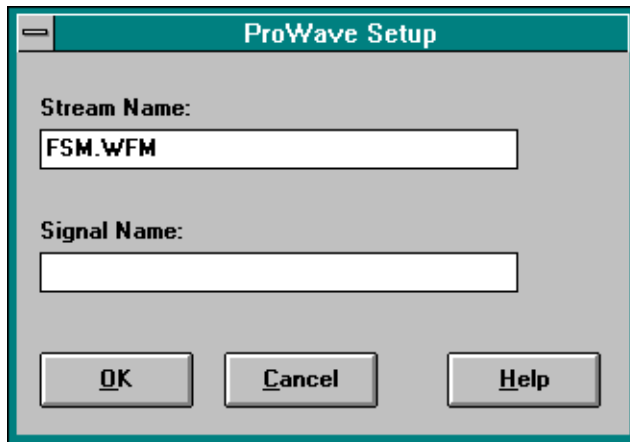 ProWave Setup
Stream Name:
FSM.WFM
Signal Name:
OK Cancel Help